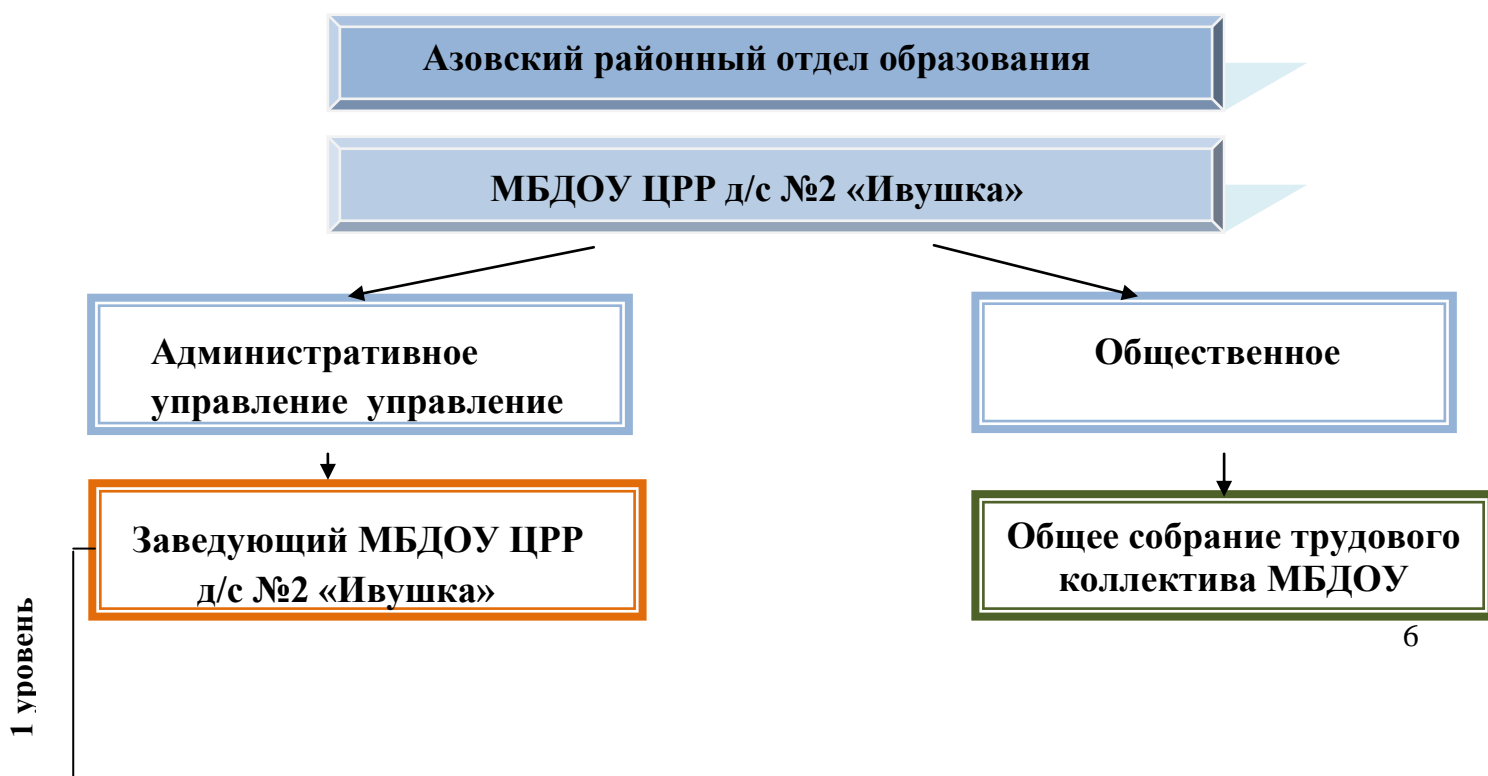 Азовский районный отдел образования
МБДОУ ЦРР д/с №2 «Ивушка»
Административное
управление управление
Общественное
Заведующий МБДОУ ЦРР
д/с №2 «Ивушка»
Общее собрание трудового
коллектива МБДОУ
6
1 уровень